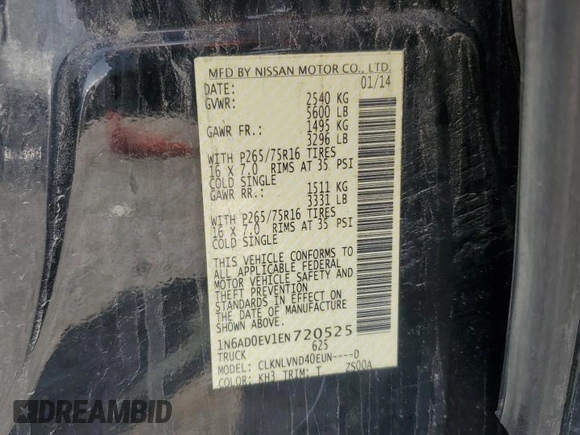 MFD BY NISSAN MOTOR CO., LTD.
DATE: 01/14
GVWR: 2540 KG
5600 LB
GAWR FR.: 1495 KG
3296 LB
WITH P265/75R16 TIRES
16 X 7.0 RIMS AT 35 PSI
COLD SINGLE
GAWR RR.: 1511 KG
3331 LB
WITH P265/75R16 TIRES
16 X 7.0 RIMS AT 35 PSI
COLD SINGLE
THIS VEHICLE CONFORMS TO
ALL APPLICABLE FEDERAL
MOTOR VEHICLE SAFETY AND
THEFT PREVENTION
STANDARDS IN EFFECT ON
THE DATE OF MANUFACTURE
SHOWN ABOVE.
1N6AD0EV1EN720525
TRUCK 625
MODEL: CLKNLVND40EUN----D
COLOR: KH3 TRIM: T ZS00A
DREAMBID